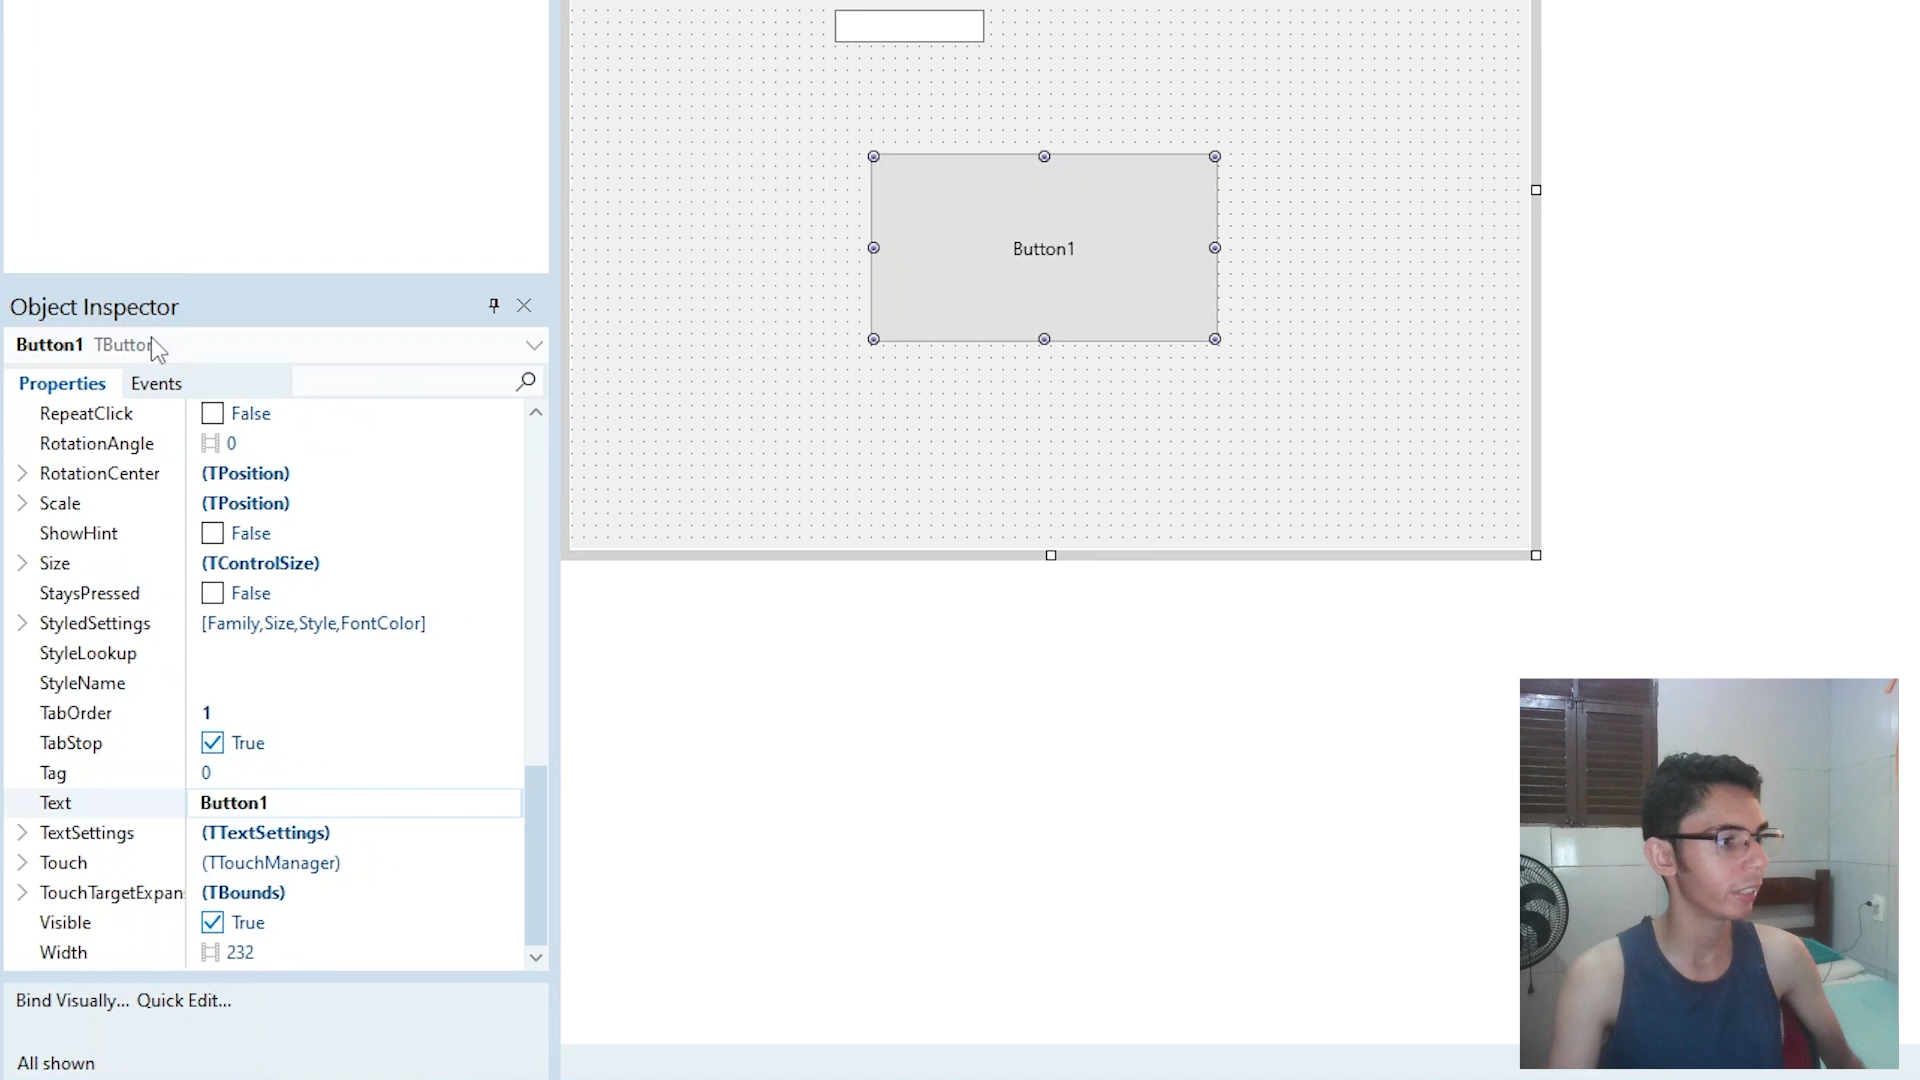 Button1
Object Inspector
Button1 TButton
Properties Events
RepeatClick False
RotationAngle 0
RotationCenter (TPosition)
Scale (TPosition)
ShowHint False
Size (TControlSize)
StaysPressed False
StyledSettings [Family,Size,Style,FontColor]
StyleLookup
StyleName
TabOrder 1
TabStop True
Tag 0
Text Button1
TextSettings (TTextSettings)
Touch (TTouchManager)
TouchTargetExpan (TBounds)
Visible True
Width 232
Bind Visually... Quick Edit...
All shown